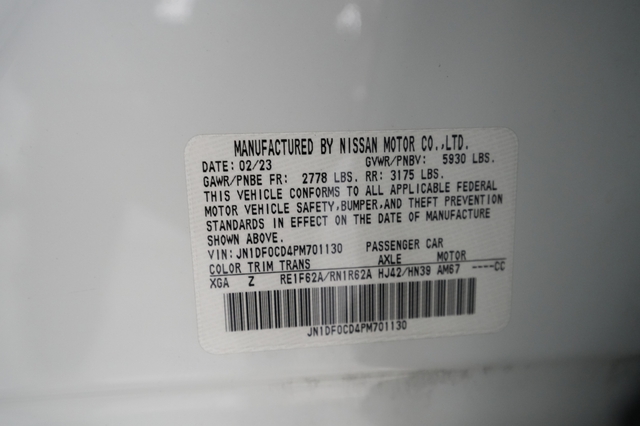 MANUFACTURED BY NISSAN MOTOR CO.,LTD.
DATE: 02/23 GVWR/PNBV: 5930 LBS.
GAWR/PNBE FR: 2778 LBS. RR: 3175 LBS.
THIS VEHICLE CONFORMS TO ALL APPLICABLE FEDERAL
MOTOR VEHICLE SAFETY,BUMPER,AND THEFT PREVENTION
STANDARDS IN EFFECT ON THE DATE OF MANUFACTURE
SHOWN ABOVE.
VIN: JN1DF0CD4PM701130 PASSENGER CAR
COLOR TRIM TRANS AXLE MOTOR
XGA Z RE1F62A/RN1R62A HJ42/HN39 AM67 ----CC
JN1DF0CD4PM701130